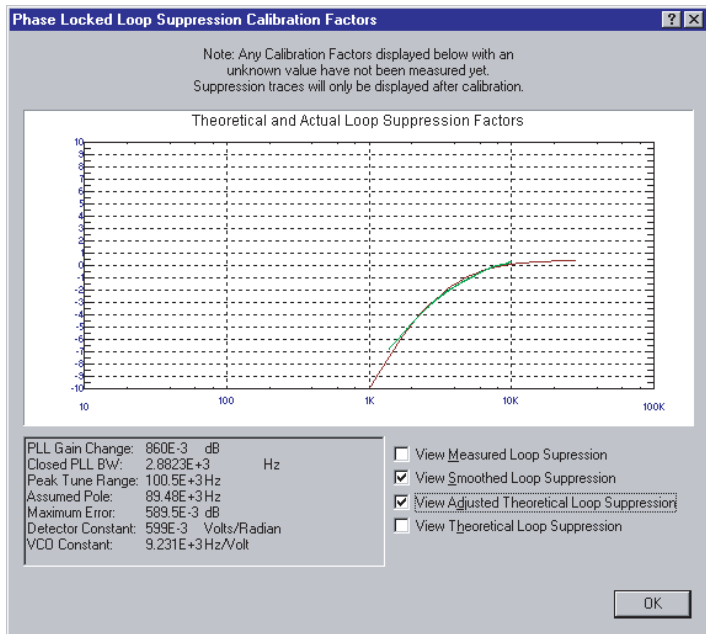 Phase Locked Loop Suppression Calibration Factors
Note: Any Calibration Factors displayed below with an
unknown value have not been measured yet.
Suppression traces will only be displayed after calibration.
Theoretical and Actual Loop Suppression Factors
10
9
8
7
6
5
4
3
2
1
0
-1
-2
-3
-4
-5
-6
-7
-8
-9
-10
10 100 1K 10K 100K
PLL Gain Change: 860E-3 dB
Closed PLL BW: 2.8823E+3 Hz
Peak Tune Range: 100.5E+3 Hz
Assumed Pole: 89.48E+3 Hz
Maximum Error: 589.5E-3 dB
Detector Constant: 599E-3 Volts/Radian
VCO Constant: 9.231E+3 Hz/Volt
View Measured Loop Supression
View Smoothed Loop Suppression
View Adjusted Theoretical Loop Suppression
View Theoretical Loop Suppression
OK